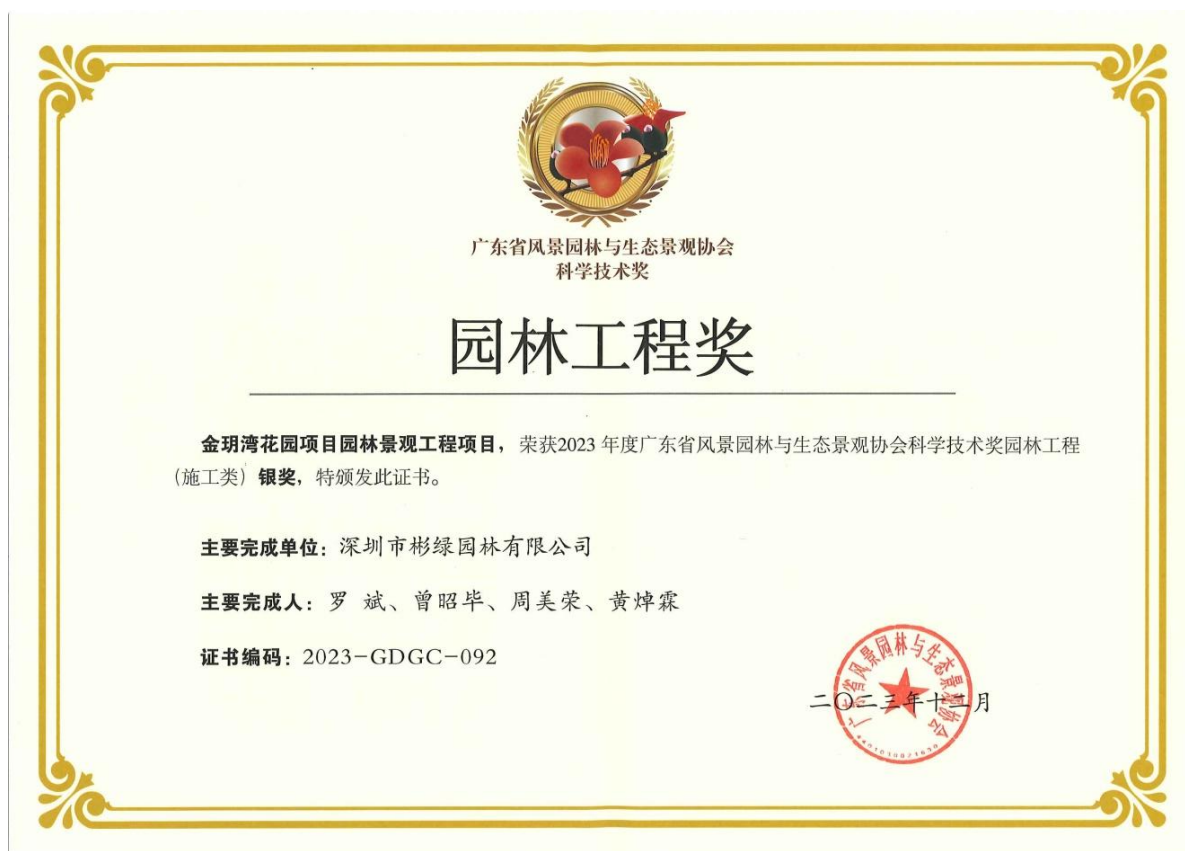 广东省风景园林与生态景观协会
科学技术奖
园林工程奖
金玥湾花园项目园林景观工程项目，荣获2023 年度广东省风景园林与生态景观协会科学技术奖园林工程
（施工类）银奖，特颁发此证书。
主要完成单位：深圳市彬绿园林有限公司
主要完成人：罗 斌、曾昭毕、周美荣、黄焯霖
证书编码：2023-GDGC-092
二〇二三年十二月
广东省风景园林与生态景观协会